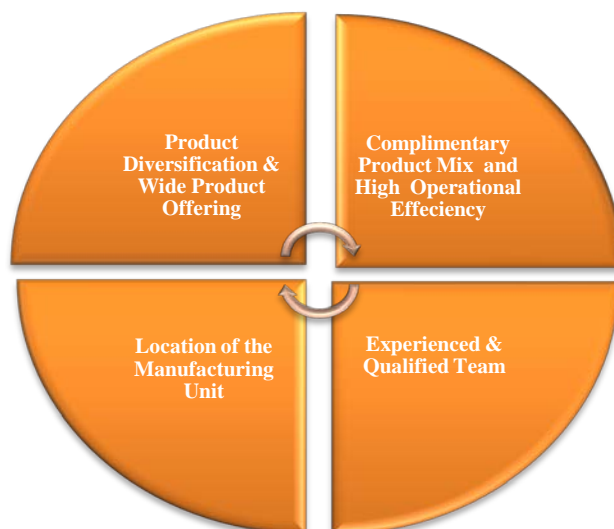 Product
Diversification &
Wide Product
Offering
Complimentary
Product Mix and
High Operational
Effeciency
Location of the
Manufacturing
Unit
Experienced &
Qualified Team